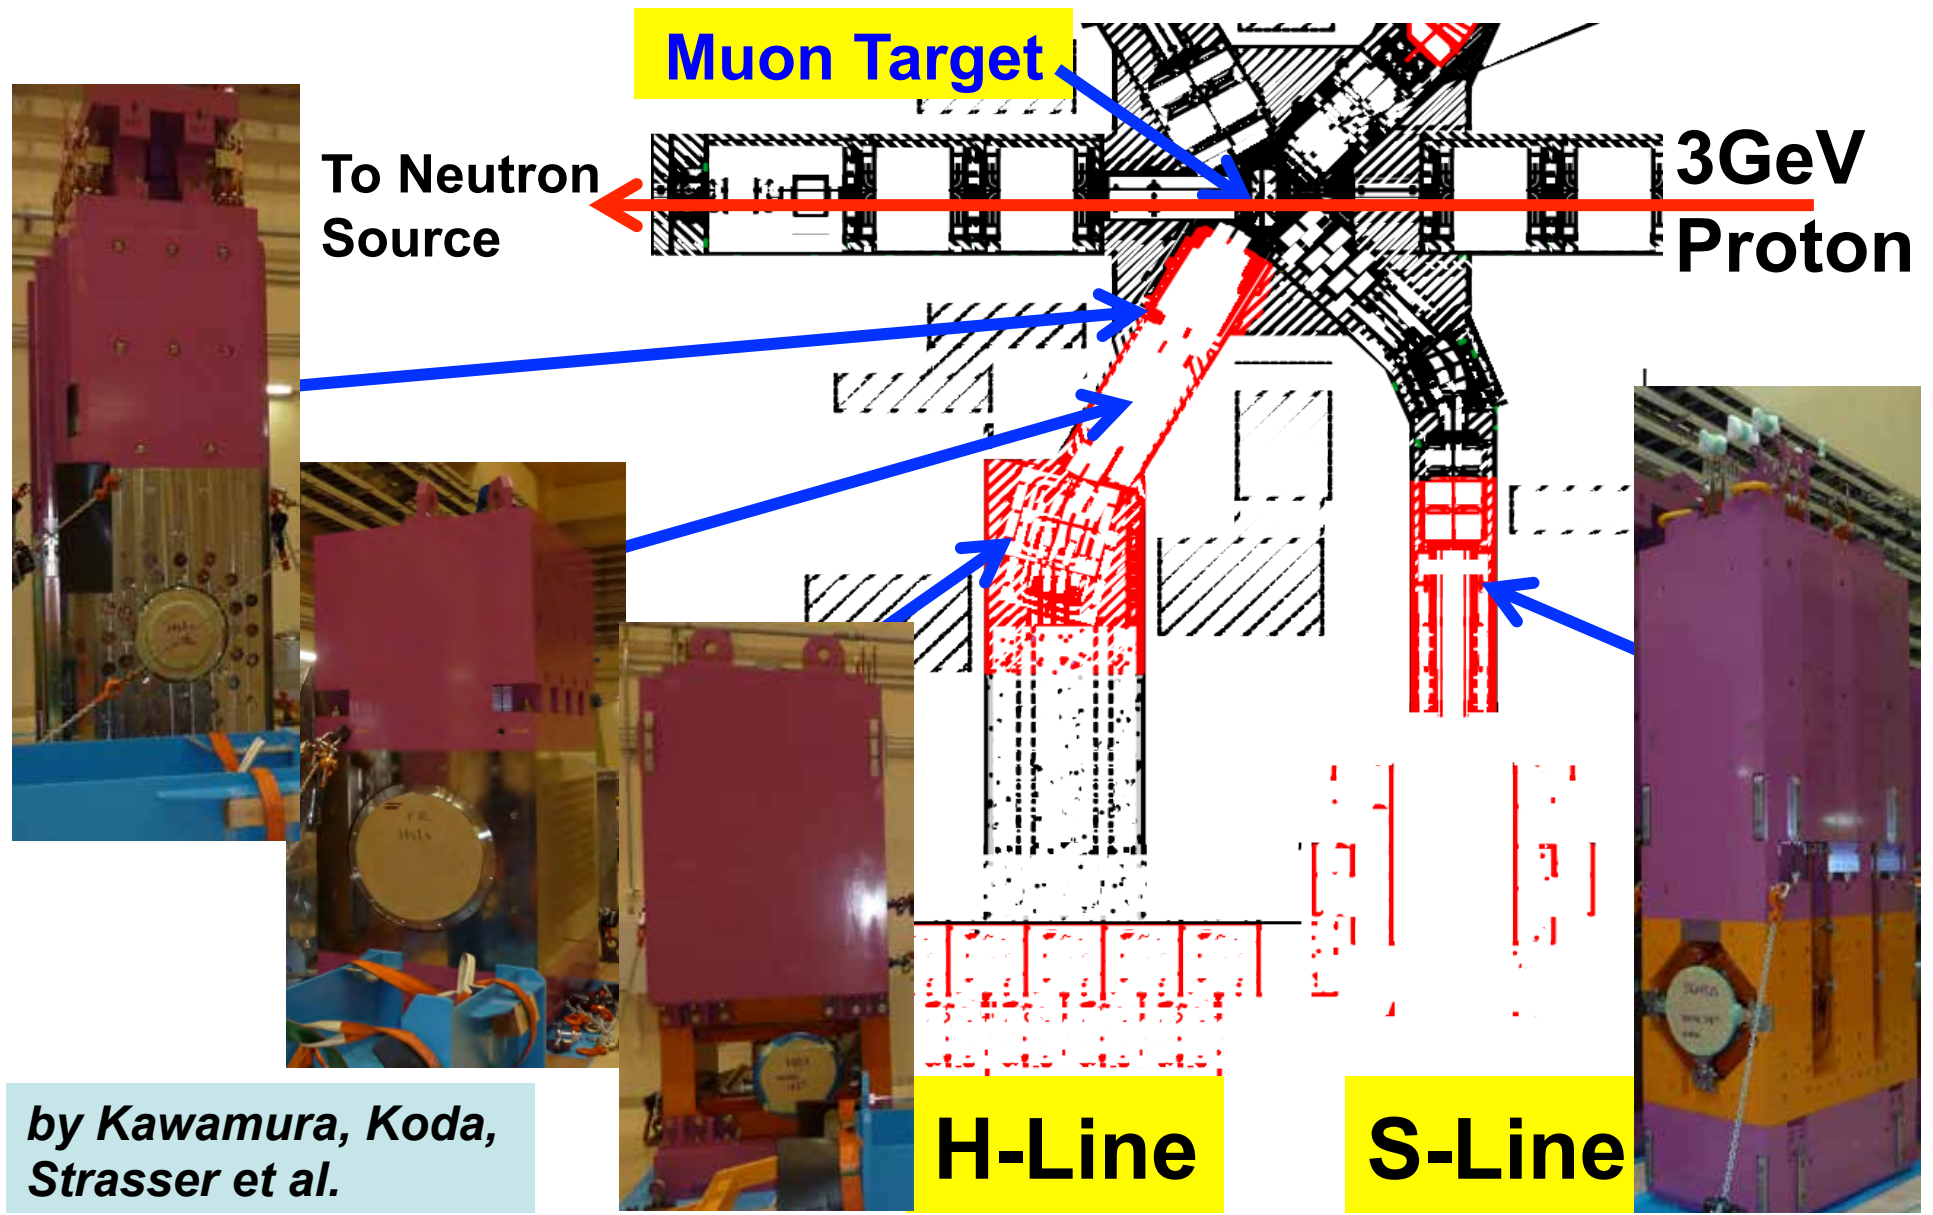 Muon Target
To Neutron
Source
3GeV
Proton
H-Line
S-Line
by Kawamura, Koda,
Strasser et al.